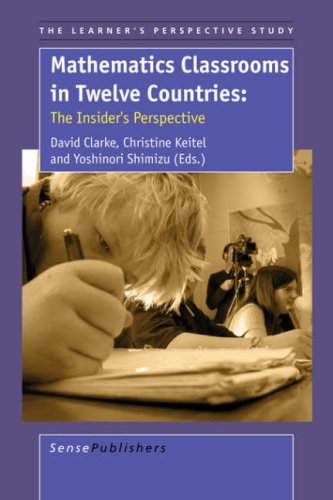 THE LEARNER'S PERSPECTIVE STUDY
Mathematics Classrooms
in Twelve Countries:
The Insider's Perspective
David Clarke, Christine Keitel
and Yoshinori Shimizu (Eds.)
SensePublishers